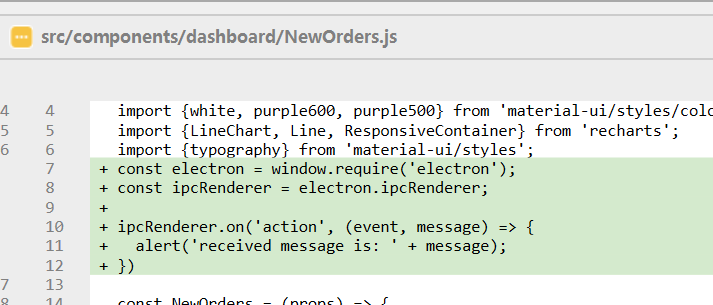 src/components/dashboard/NewOrders.js
4 4 import {white, purple600, purple500} from 'material-ui/styles/colo
5 5 import {LineChart, Line, ResponsiveContainer} from 'recharts';
6 6 import {typography} from 'material-ui/styles';
7 + const electron = window.require('electron');
8 + const ipcRenderer = electron.ipcRenderer;
9 +
10 + ipcRenderer.on('action', (event, message) => {
11 +   alert('received message is: ' + message);
12 + })
7 13
8 14 const NewOrders = (props) => {